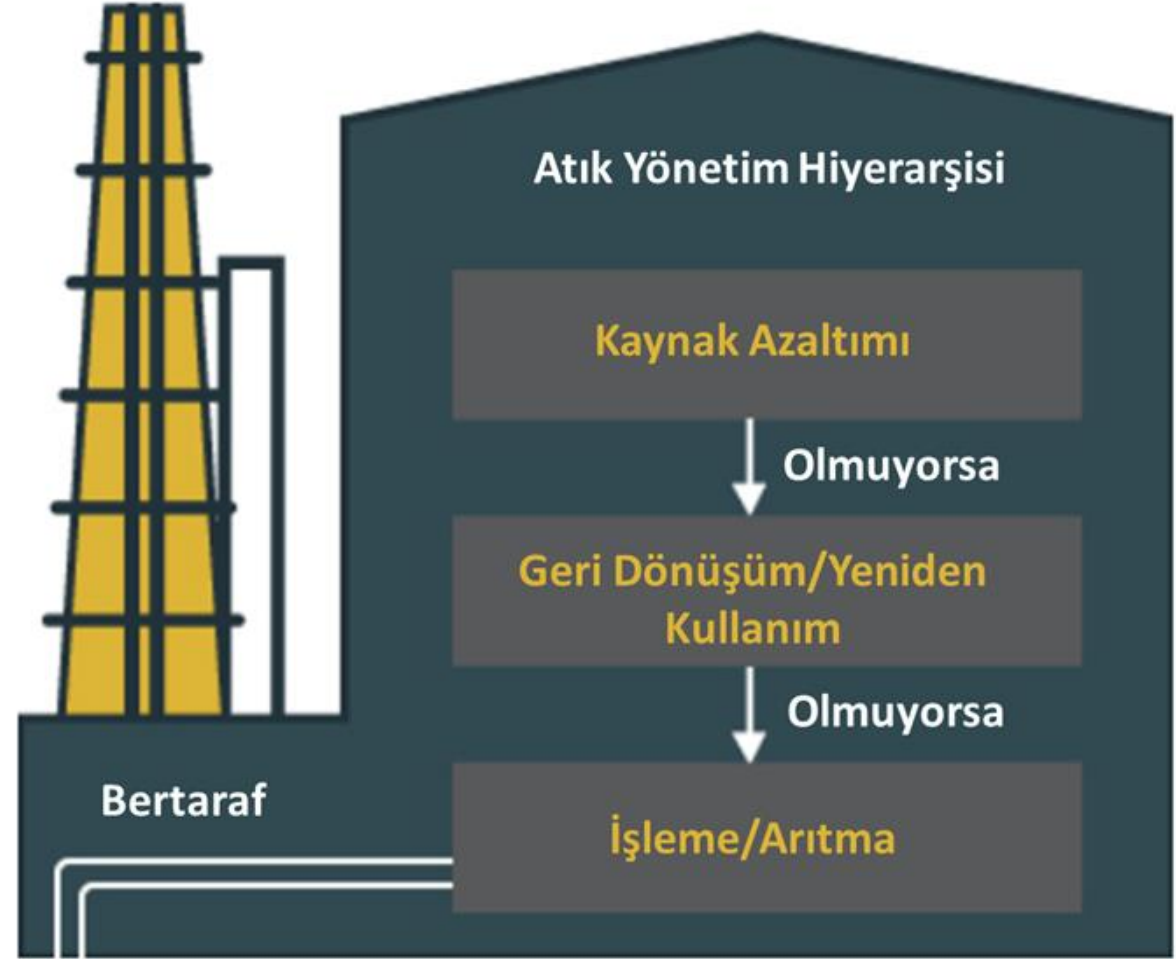 Atık Yönetim Hiyerarşisi
Kaynak Azaltımı
Olmuyorsa
Geri Dönüşüm/Yeniden
Kullanım
Olmuyorsa
İşleme/Arıtma
Bertaraf